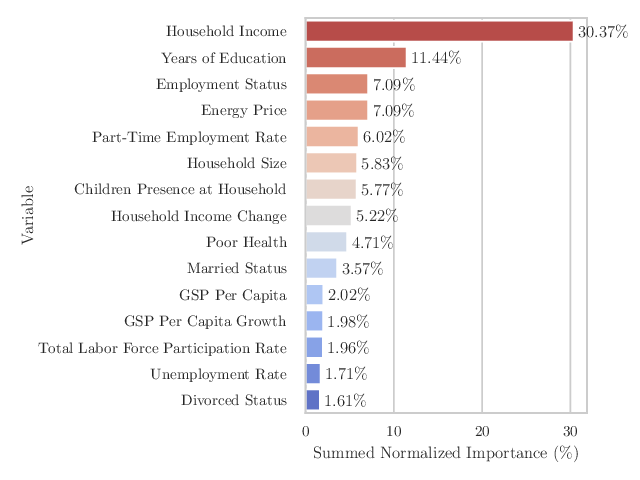 Household Income 30.37%
Years of Education 11.44%
Employment Status 7.09%
Energy Price 7.09%
Part-Time Employment Rate 6.02%
Household Size 5.83%
Children Presence at Household 5.77%
Household Income Change 5.22%
Poor Health 4.71%
Married Status 3.57%
GSP Per Capita 2.02%
GSP Per Capita Growth 1.98%
Total Labor Force Participation Rate 1.96%
Unemployment Rate 1.71%
Divorced Status 1.61%
Variable
0 10 20 30
Summed Normalized Importance (%)